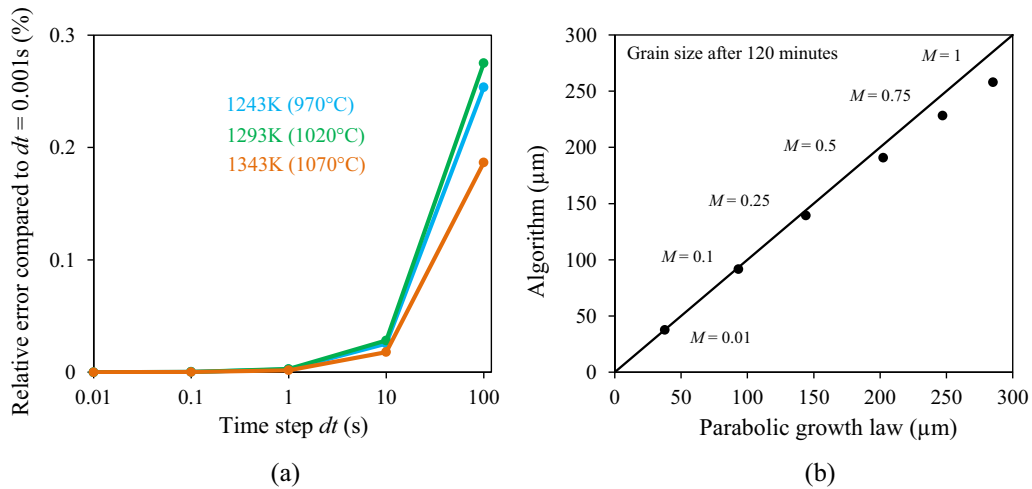 Relative error compared to dt = 0.001s (%)
0.3
0.2
0.1
0
1243K (970°C)
1293K (1020°C)
1343K (1070°C)
0.01 0.1 1 10 100
Time step dt (s)
(a)
Algorithm (µm)
300
250
200
150
100
50
0
Grain size after 120 minutes
M = 1
M = 0.75
M = 0.5
M = 0.25
M = 0.1
M = 0.01
0 50 100 150 200 250 300
Parabolic growth law (µm)
(b)